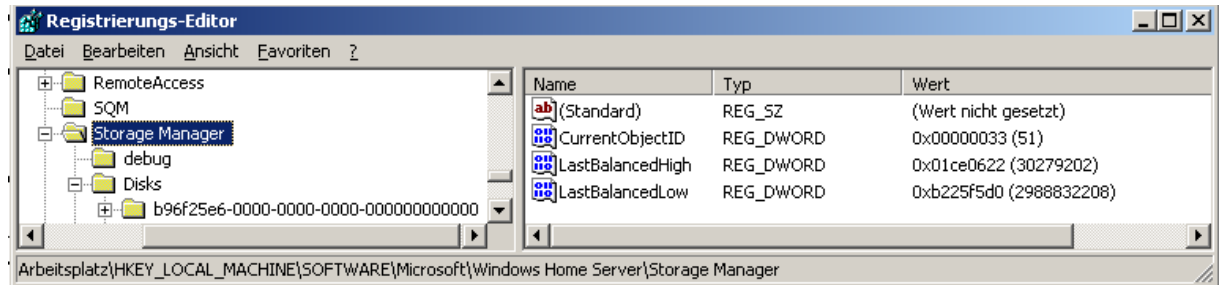 Registrierungs-Editor
Datei Bearbeiten Ansicht Favoriten ?
RemoteAccess
SQM
Storage Manager
debug
Disks
b96f25e6-0000-0000-0000-000000000000
Name Typ Wert
(Standard) REG_SZ (Wert nicht gesetzt)
CurrentObjectID REG_DWORD 0x00000033 (51)
LastBalancedHigh REG_DWORD 0x01ce0622 (30279202)
LastBalancedLow REG_DWORD 0xb225f5d0 (2988832208)
Arbeitsplatz\HKEY_LOCAL_MACHINE\SOFTWARE\Microsoft\Windows Home Server\Storage Manager